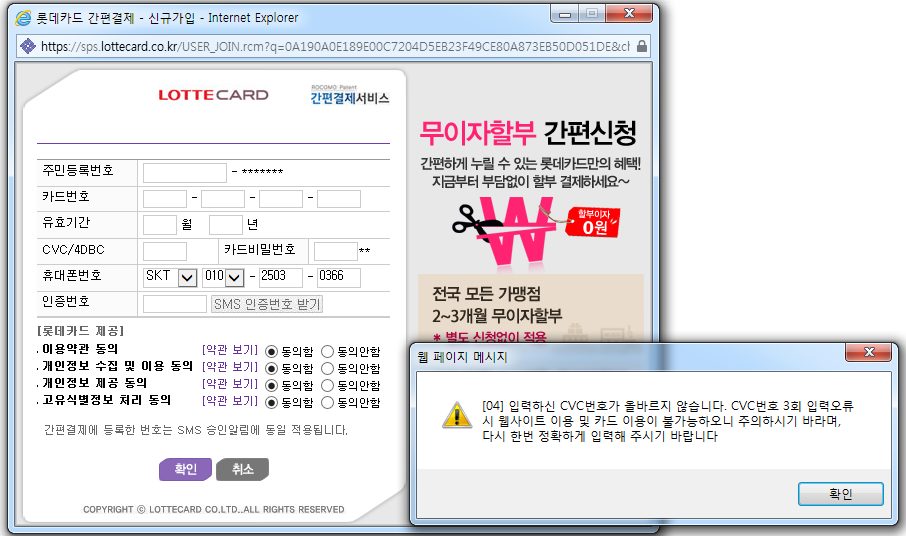 롯데카드 간편결제 - 신규가입 - Internet Explorer
https://sps.lottecard.co.kr/USER_JOIN.rcm?q=0A190A0E189E00C7204D5EB23F49CE80A873EB50D051DE&ch
LOTTE CARD
ROCOMO Patent
간편결제서비스
주민등록번호 - *******
카드번호 - - -
유효기간 월 년
CVC/4DBC 카드비밀번호 **
휴대폰번호 SKT 010 - 2503 - 0366
인증번호 SMS 인증번호 받기
[롯데카드 제공]
. 이용약관 동의 [약관 보기] 동의함 동의안함
. 개인정보 수집 및 이용 동의 [약관 보기] 동의함 동의안함
. 개인정보 제공 동의 [약관 보기] 동의함 동의안함
. 고유식별정보 처리 동의 [약관 보기] 동의함 동의안함
간편결제에 등록한 번호는 SMS 승인알림에 동일 적용됩니다.
확인 취소
COPYRIGHT ⓒ LOTTECARD CO.LTD.,ALL RIGHTS RESERVED
무이자할부 간편신청
간편하게 누릴 수 있는 롯데카드만의 혜택!
지금부터 부담없이 할부 결제하세요~
할부이자
0원
전국 모든 가맹점
2~3개월 무이자할부
* 별도 신청없이 적용
웹 페이지 메시지
[04] 입력하신 CVC번호가 올바르지 않습니다. CVC번호 3회 입력오류
시 웹사이트 이용 및 카드 이용이 불가능하오니 주의하시기 바라며,
다시 한번 정확하게 입력해 주시기 바랍니다
확인